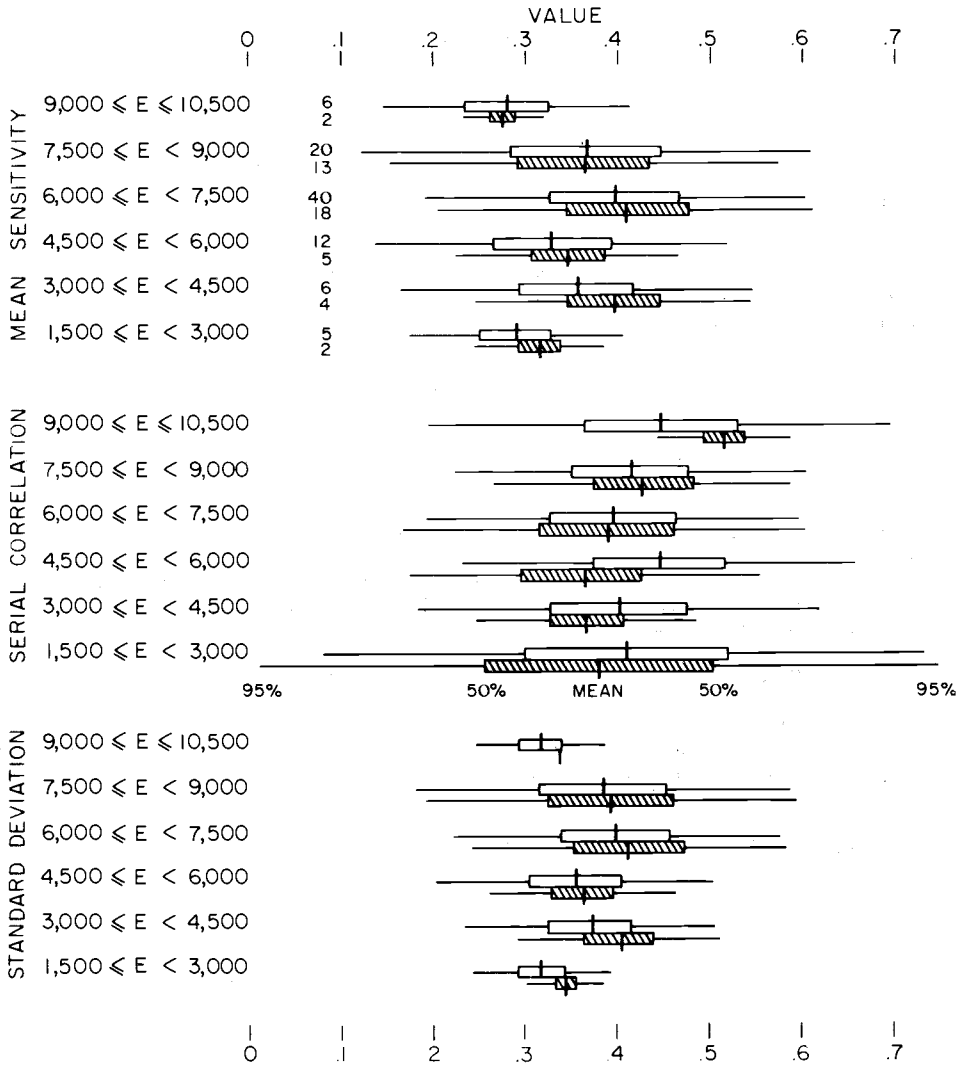 VALUE
0 .1 .2 .3 .4 .5 .6 .7
MEAN SENSITIVITY
9,000 ⩽ E ⩽ 10,500 6 2
7,500 ⩽ E < 9,000 20 13
6,000 ⩽ E < 7,500 40 18
4,500 ⩽ E < 6,000 12 5
3,000 ⩽ E < 4,500 6 4
1,500 ⩽ E < 3,000 5 2
SERIAL CORRELATION
9,000 ⩽ E ⩽ 10,500
7,500 ⩽ E < 9,000
6,000 ⩽ E < 7,500
4,500 ⩽ E < 6,000
3,000 ⩽ E < 4,500
1,500 ⩽ E < 3,000
95% 50% MEAN 50% 95%
STANDARD DEVIATION
9,000 ⩽ E ⩽ 10,500
7,500 ⩽ E < 9,000
6,000 ⩽ E < 7,500
4,500 ⩽ E < 6,000
3,000 ⩽ E < 4,500
1,500 ⩽ E < 3,000
0 .1 .2 .3 .4 .5 .6 .7